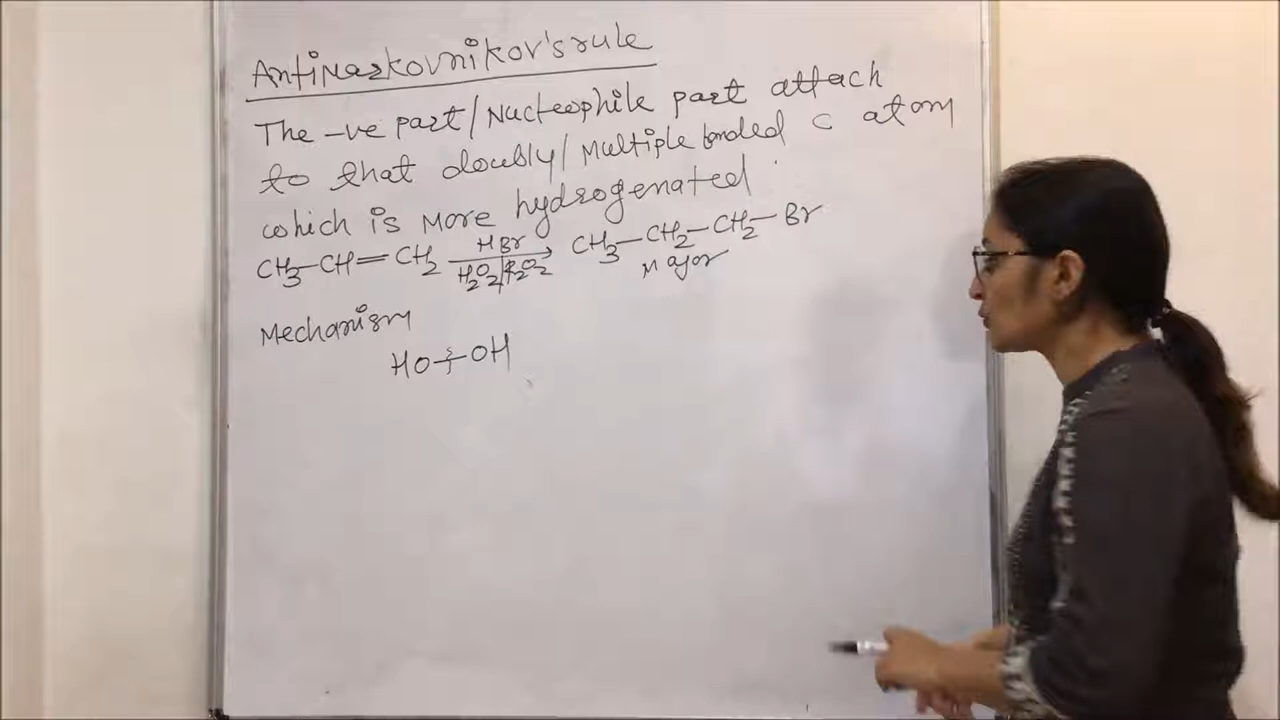 Antimarkovnikov's rule
The -ve part/Nucleophile part attach
to that doubly/Multiple bonded C atom
which is More hydrogenated
CH3-CH=CH2 HBr H2O2/R2O2 → CH3-CH2-CH2-Br
Major
Mechanism
HO-OH